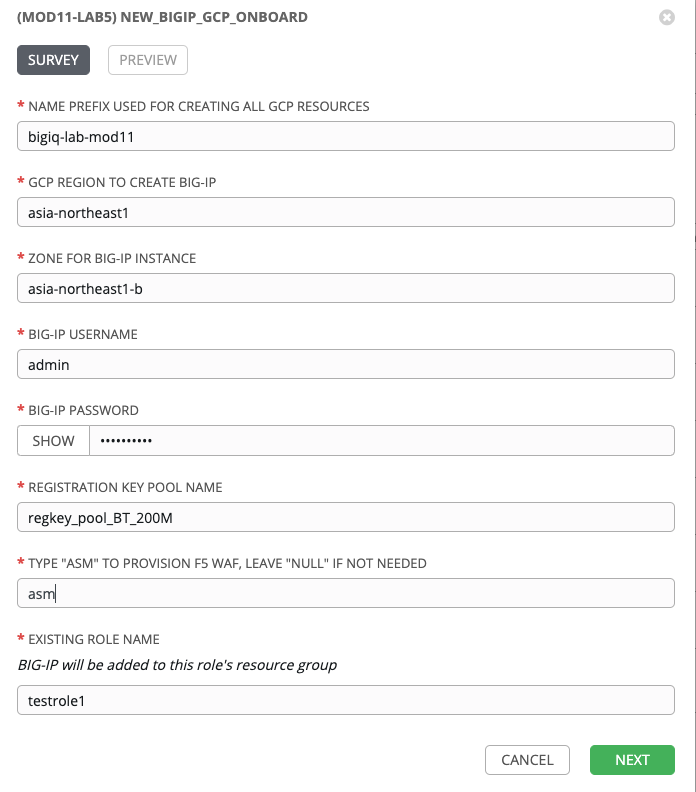 (MOD11-LAB5) NEW_BIGIP_GCP_ONBOARD
SURVEY PREVIEW
* NAME PREFIX USED FOR CREATING ALL GCP RESOURCES
bigiq-lab-mod11
* GCP REGION TO CREATE BIG-IP
asia-northeast1
* ZONE FOR BIG-IP INSTANCE
asia-northeast1-b
* BIG-IP USERNAME
admin
* BIG-IP PASSWORD
SHOW ••••••••••
* REGISTRATION KEY POOL NAME
regkey_pool_BT_200M
* TYPE "ASM" TO PROVISION F5 WAF, LEAVE "NULL" IF NOT NEEDED
asm
* EXISTING ROLE NAME
BIG-IP will be added to this role's resource group
testrole1
CANCEL NEXT